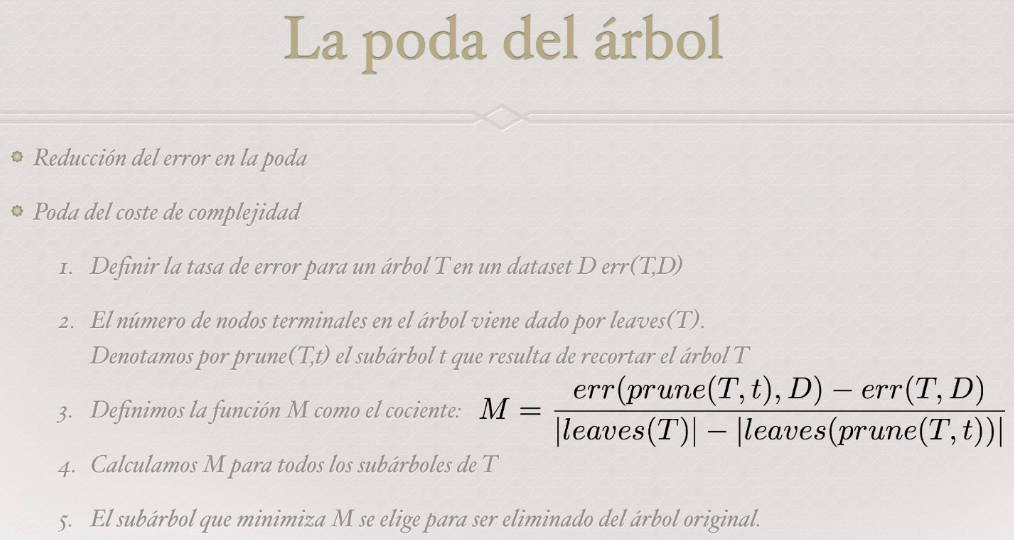 La poda del árbol
Reducción del error en la poda
Poda del coste de complejidad
1. Definir la tasa de error para un árbol T en un dataset D err(T,D)
2. El número de nodos terminales en el árbol viene dado por leaves(T).
Denotamos por prune(T,t) el subárbol t que resulta de recortar el árbol T
3. Definimos la función M como el cociente: M = err(prune(T, t), D) − err(T, D)
|leaves(T)| − |leaves(prune(T, t))|
4. Calculamos M para todos los subárboles de T
5. El subárbol que minimiza M se elige para ser eliminado del árbol original.